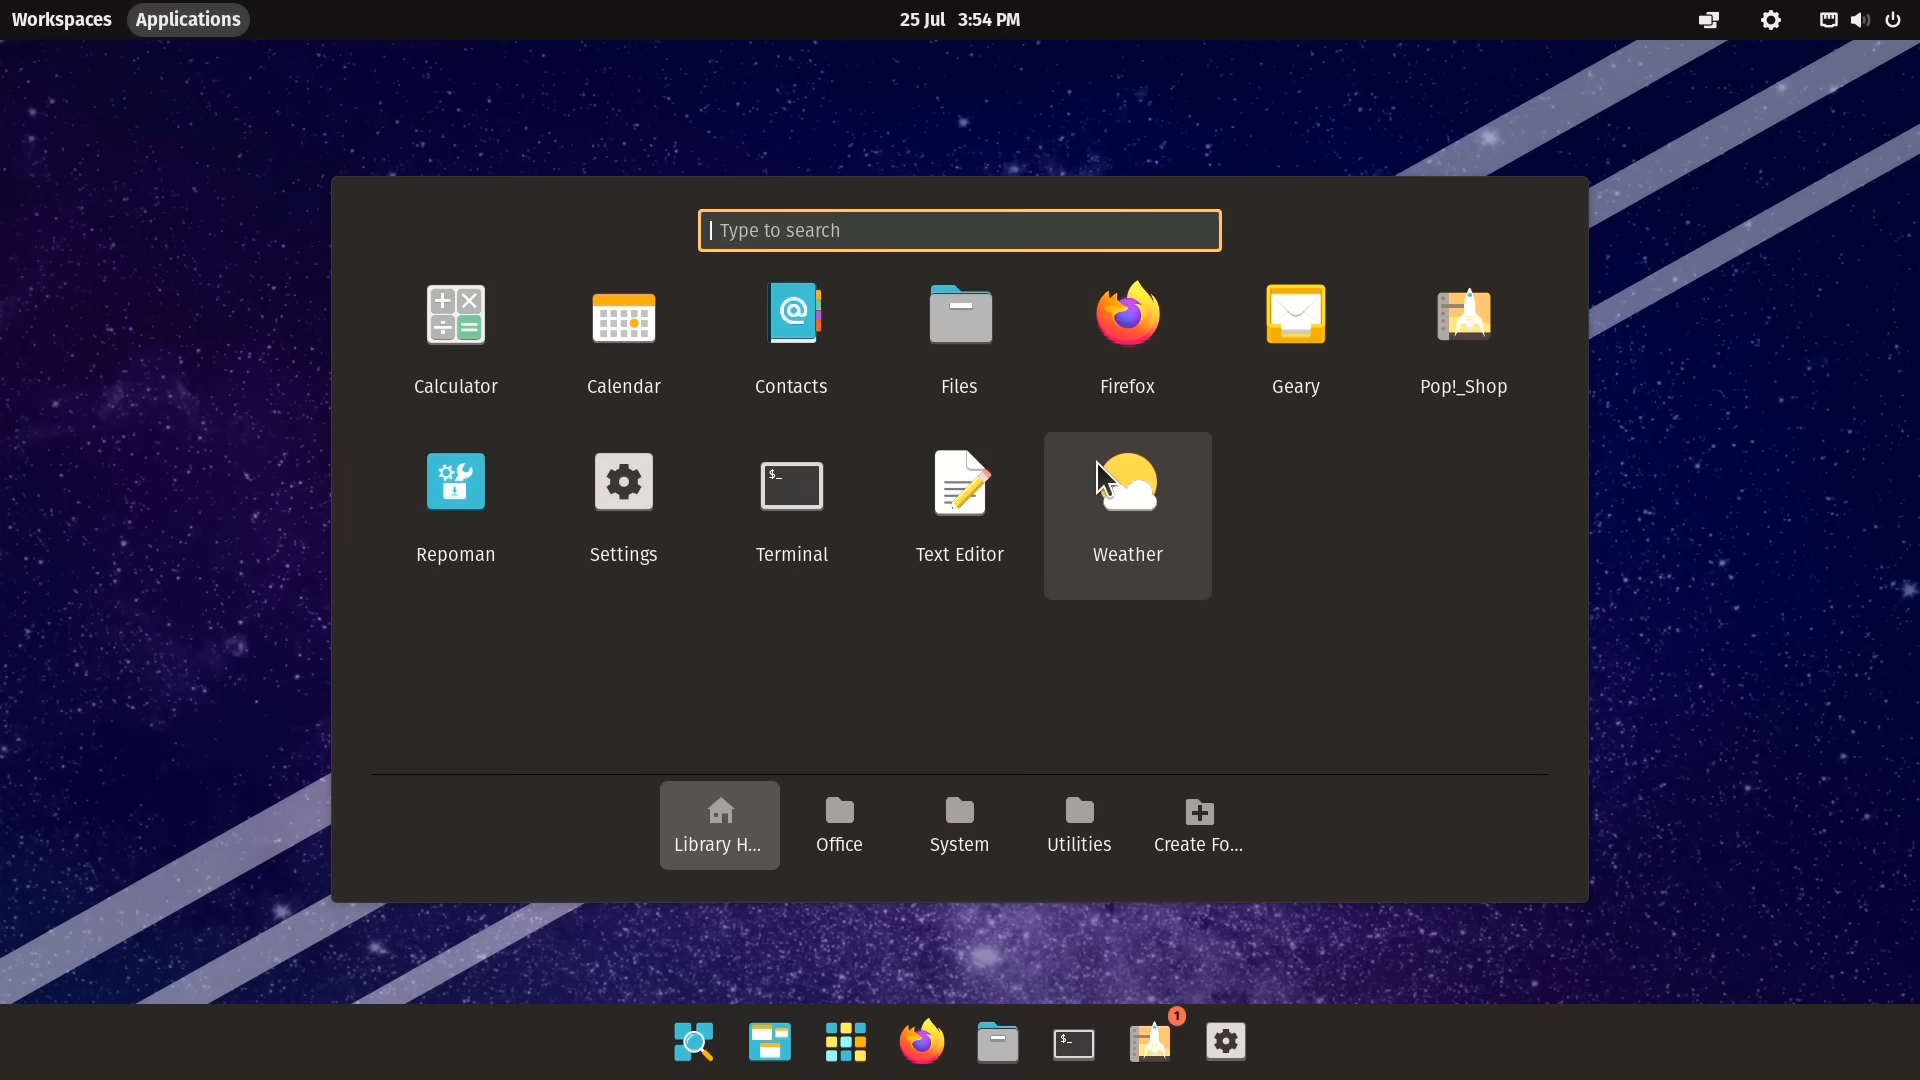 Workspaces Applications 25 Jul 3:54 PM
Type to search
Calculator Calendar Contacts Files Firefox Geary Pop!_Shop
$_
Repoman Settings Terminal Text Editor Weather
Library H... Office System Utilities Create Fo...
1
$_